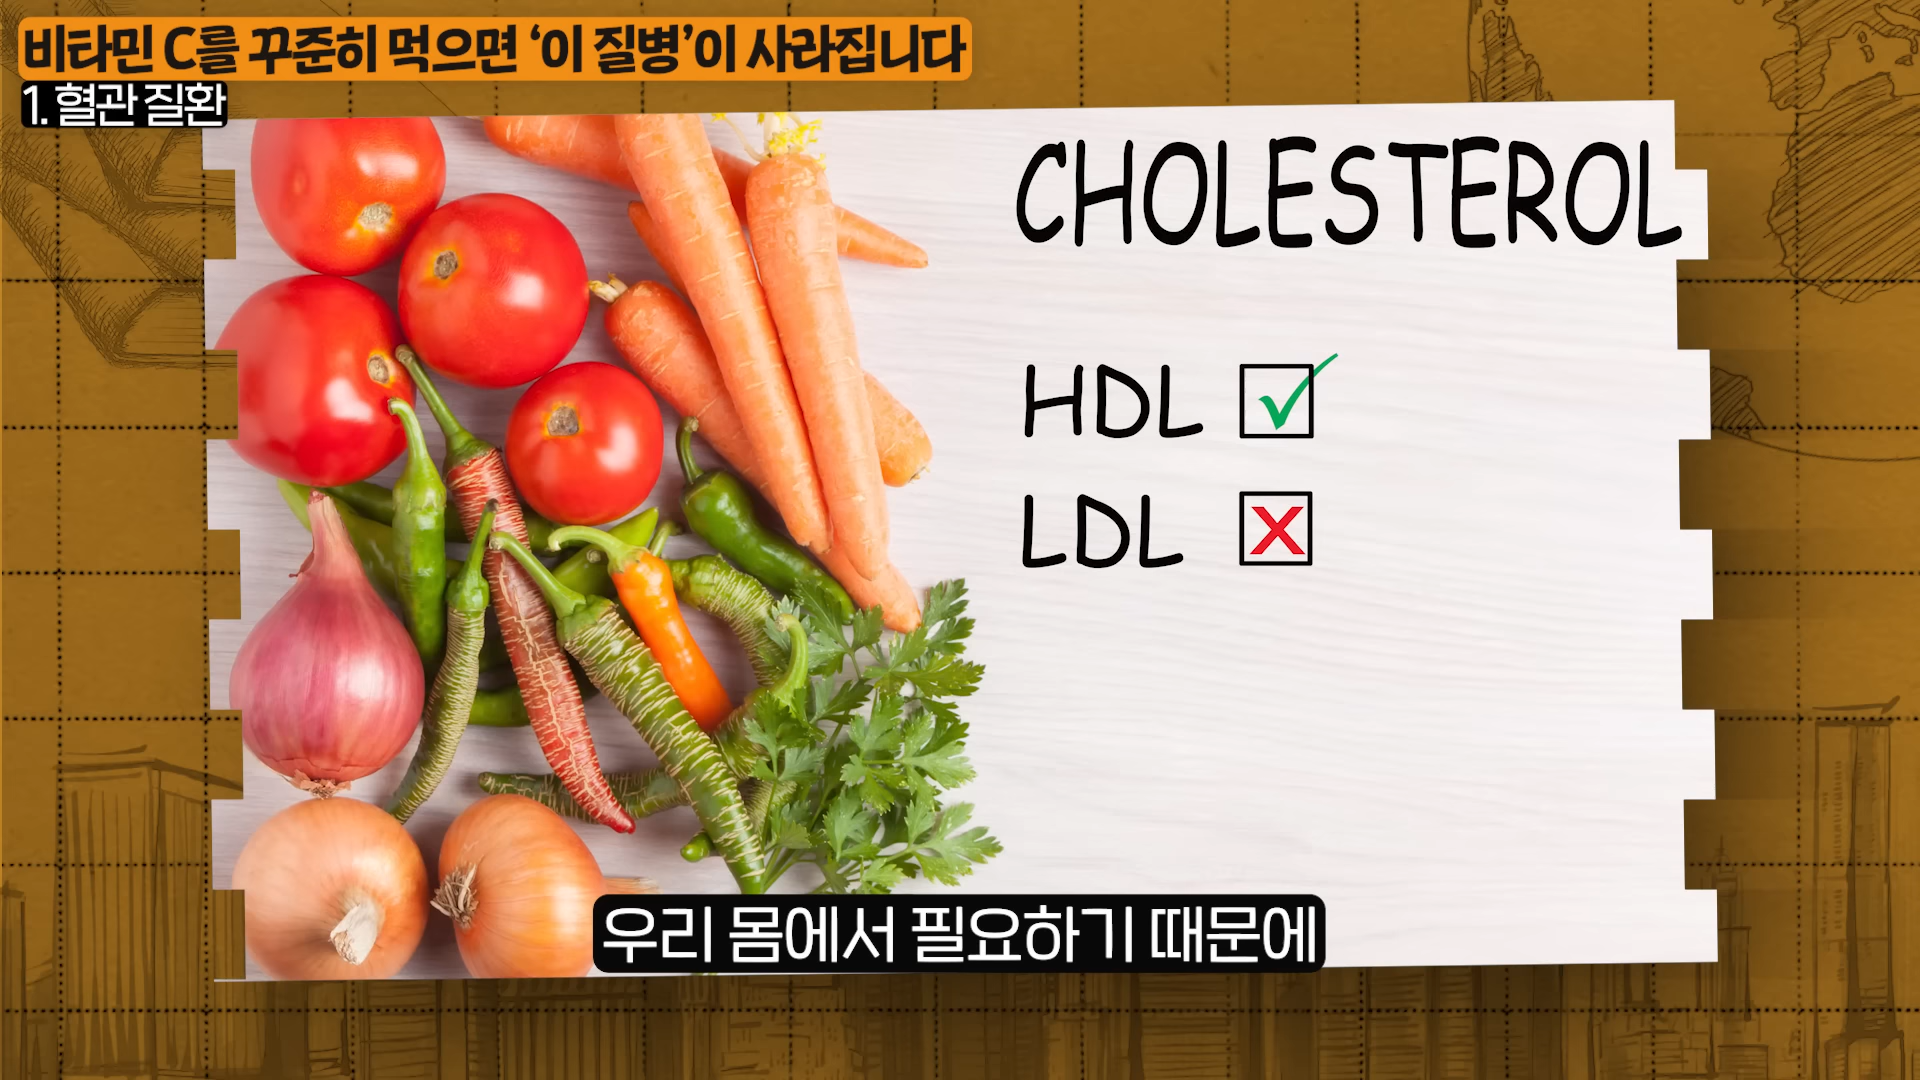 비타민 C를 꾸준히 먹으면 ‘이 질병’이 사라집니다
1. 혈관 질환
CHOLESTEROL
HDL
LDL
우리 몸에서 필요하기 때문에